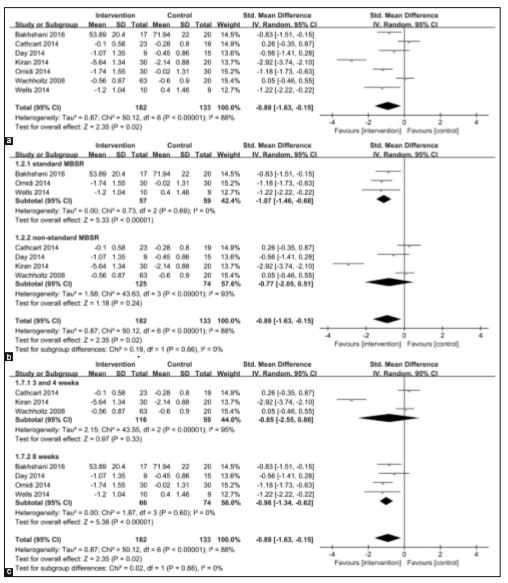 Intervention Control Std. Mean Difference Std. Mean Difference
Study or Subgroup Mean SD Total Mean SD Total Weight IV. Random. 95% CI IV. Random. 95% CI
Bakhshani 2016 53.89 20.4 17 71.94 22 20 14.5% -0.83 [-1.51, -0.15]
Cathcart 2014 -0.1 0.58 23 -0.28 0.8 19 14.9% 0.26 [-0.35, 0.87]
Day 2014 -1.07 1.35 9 -0.45 0.86 15 13.5% -0.56 [-1.41, 0.28]
Kiran 2014 -5.64 1.34 30 -2.14 0.88 20 13.7% -2.92 [-3.74, -2.10]
Omidi 2014 -1.74 1.55 30 -0.02 1.31 30 15.2% -1.18 [-1.73, -0.63]
Wachholtz 2008 -0.56 0.87 63 -0.6 0.9 20 15.4% 0.05 [-0.46, 0.55]
Wells 2014 -1.2 1.04 10 0.4 1.46 9 12.7% -1.22 [-2.22, -0.22]
Total (95% CI) 182 133 100.0% -0.89 [-1.63, -0.15]
Heterogeneity: Tau² = 0.87; Chi² = 50.12, df = 6 (P < 0.00001); I² = 88%
Test for overall effect: Z = 2.35 (P = 0.02)
-4 -2 0 2 4
Favours [intervention] Favours [control]
a
Intervention Control Std. Mean Difference Std. Mean Difference
Study or Subgroup Mean SD Total Mean SD Total Weight IV. Random. 95% CI IV. Random. 95% CI
1.2.1 standard MBSR
Bakhshani 2016 53.89 20.4 17 71.94 22 20 14.5% -0.83 [-1.51, -0.15]
Omidi 2014 -1.74 1.55 30 -0.02 1.31 30 15.2% -1.18 [-1.73, -0.63]
Wells 2014 -1.2 1.04 10 0.4 1.46 9 12.7% -1.22 [-2.22, -0.22]
Subtotal (95% CI) 57 59 42.4% -1.07 [-1.46, -0.68]
Heterogeneity: Tau² = 0.00; Chi² = 0.73, df = 2 (P = 0.69); I² = 0%
Test for overall effect: Z = 5.33 (P < 0.00001)
1.2.2 non-standard MBSR
Cathcart 2014 -0.1 0.58 23 -0.28 0.8 19 14.9% 0.26 [-0.35, 0.87]
Day 2014 -1.07 1.35 9 -0.45 0.86 15 13.5% -0.56 [-1.41, 0.28]
Kiran 2014 -5.64 1.34 30 -2.14 0.88 20 13.7% -2.92 [-3.74, -2.10]
Wachholtz 2008 -0.56 0.87 63 -0.6 0.9 20 15.4% 0.05 [-0.46, 0.55]
Subtotal (95% CI) 125 74 57.6% -0.77 [-2.05, 0.51]
Heterogeneity: Tau² = 1.58; Chi² = 43.63, df = 3 (P < 0.00001); I² = 93%
Test for overall effect: Z = 1.18 (P = 0.24)
Total (95% CI) 182 133 100.0% -0.89 [-1.63, -0.15]
Heterogeneity: Tau² = 0.87; Chi² = 50.12, df = 6 (P < 0.00001); I² = 88%
Test for overall effect: Z = 2.35 (P = 0.02)
Test for subgroup differences: Chi² = 0.19, df = 1 (P = 0.66), I² = 0%
-4 -2 0 2 4
Favours [intervention] Favours [control]
b
Intervention Control Std. Mean Difference Std. Mean Difference
Study or Subgroup Mean SD Total Mean SD Total Weight IV. Random. 95% CI IV. Random. 95% CI
1.7.1 3 and 4 weeks
Cathcart 2014 -0.1 0.58 23 -0.28 0.8 19 14.9% 0.26 [-0.35, 0.87]
Kiran 2014 -5.64 1.34 30 -2.14 0.88 20 13.7% -2.92 [-3.74, -2.10]
Wachholtz 2008 -0.56 0.87 63 -0.6 0.9 20 15.4% 0.05 [-0.46, 0.55]
Subtotal (95% CI) 116 59 44.0% -0.85 [-2.55, 0.86]
Heterogeneity: Tau² = 2.15; Chi² = 43.55, df = 2 (P < 0.00001); I² = 95%
Test for overall effect: Z = 0.97 (P = 0.33)
1.7.2 8 weeks
Bakhshani 2016 53.89 20.4 17 71.94 22 20 14.5% -0.83 [-1.51, -0.15]
Day 2014 -1.07 1.35 9 -0.45 0.86 15 13.5% -0.56 [-1.41, 0.28]
Omidi 2014 -1.74 1.55 30 -0.02 1.31 30 15.2% -1.18 [-1.73, -0.63]
Wells 2014 -1.2 1.04 10 0.4 1.46 9 12.7% -1.22 [-2.22, -0.22]
Subtotal (95% CI) 66 74 56.0% -0.98 [-1.34, -0.62]
Heterogeneity: Tau² = 0.00; Chi² = 1.87, df = 3 (P = 0.60); I² = 0%
Test for overall effect: Z = 5.38 (P < 0.00001)
Total (95% CI) 182 133 100.0% -0.89 [-1.63, -0.15]
Heterogeneity: Tau² = 0.87; Chi² = 50.12, df = 6 (P < 0.00001); I² = 88%
Test for overall effect: Z = 2.35 (P = 0.02)
Test for subgroup differences: Chi² = 0.02, df = 1 (P = 0.88), I² = 0%
-4 -2 0 2 4
Favours [intervention] Favours [control]
c